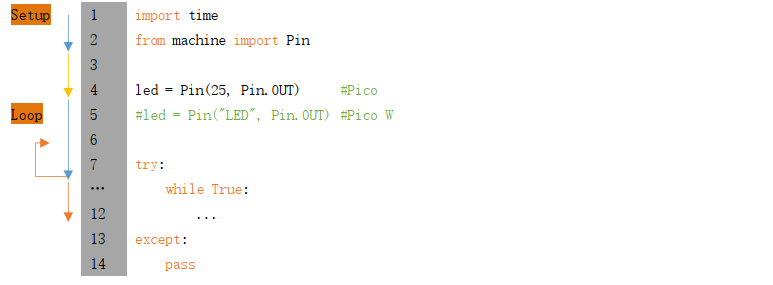 Setup 1 import time
2 from machine import Pin
3
4 led = Pin(25, Pin.OUT) #Pico
Loop 5 #led = Pin("LED", Pin.OUT) #Pico W
6
7 try:
... while True:
12 ...
13 except:
14 pass